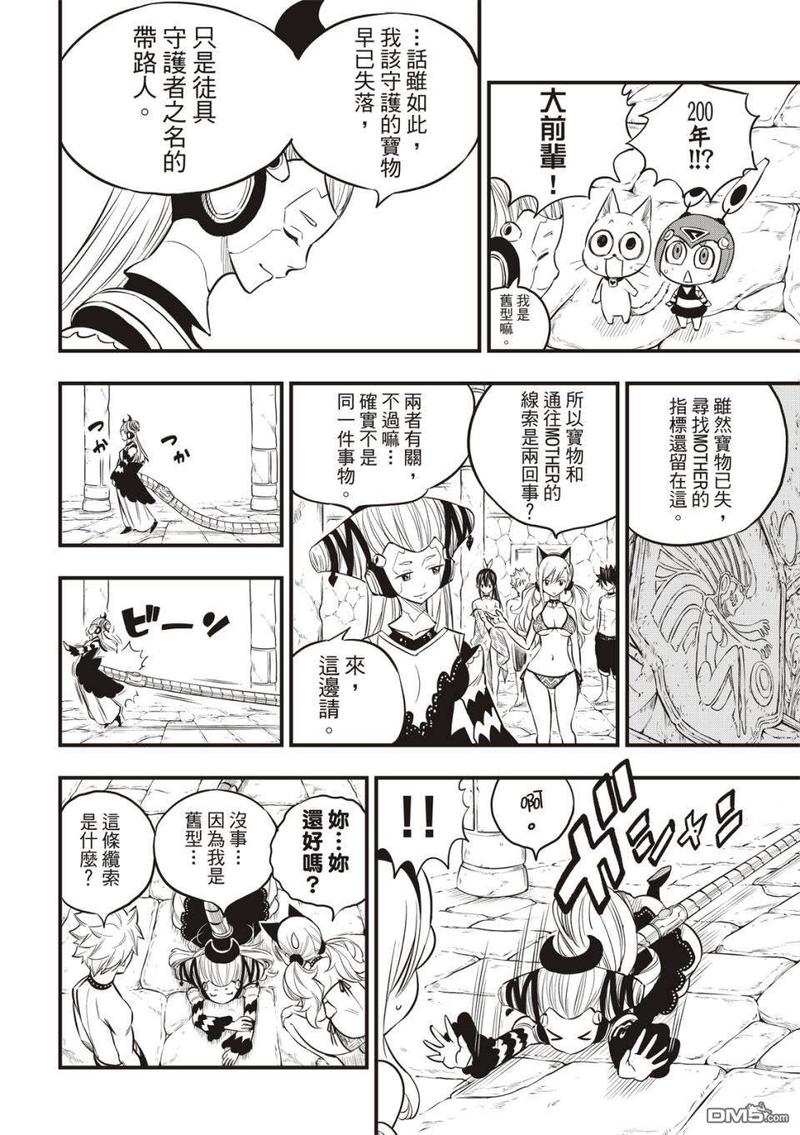 200
年!!?
大前輩！
我是
舊型嘛。
…話雖如此，
我該守護的寶物
早已失落，
只是徒具
守護者之名的
帶路人。
雖然寶物已失，
尋找MOTHER的
指標還留在這。
所以寶物和
通往MOTHER的
線索是兩回事？
兩者有關，
不過嘛…
確實不是
同一件事物。
來，
這邊請。
つか
つか
ビーン
ガシャン
啊。
!!
妳…妳
還好嗎？
沒事…
因為我是
舊型…
這條纜索
是什麼？
DM5.com